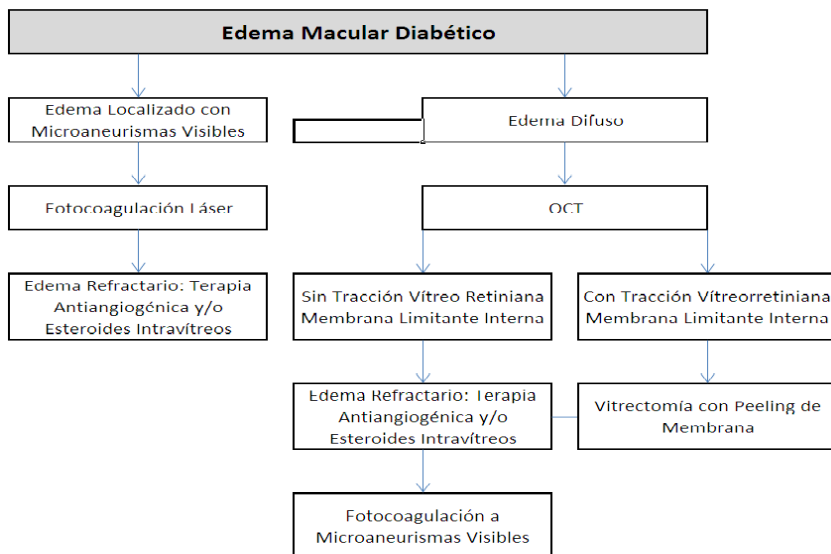 Edema Macular Diabético
Edema Localizado con
Microaneurismas Visibles
Edema Difuso
Fotocoagulación Láser
OCT
Edema Refractario: Terapia
Antiangiogénica y/o
Esteroides Intravítreos
Sin Tracción Vítreo Retiniana
Membrana Limitante Interna
Con Tracción Vítreorretiniana
Membrana Limitante Interna
Edema Refractario: Terapia
Antiangiogénica y/o
Esteroides Intravítreos
Vitrectomía con Peeling de
Membrana
Fotocoagulación a
Microaneurismas Visibles